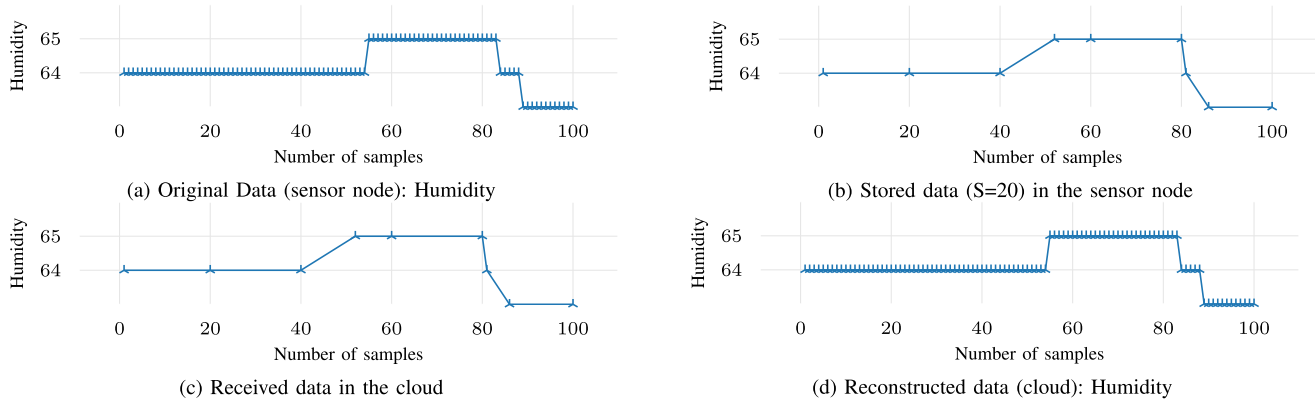 Humidity
65
64
0 20 40 60 80 100
Number of samples
(a) Original Data (sensor node): Humidity
Humidity
65
64
0 20 40 60 80 100
Number of samples
(b) Stored data (S=20) in the sensor node
Humidity
65
64
0 20 40 60 80 100
Number of samples
(c) Received data in the cloud
Humidity
65
64
0 20 40 60 80 100
Number of samples
(d) Reconstructed data (cloud): Humidity